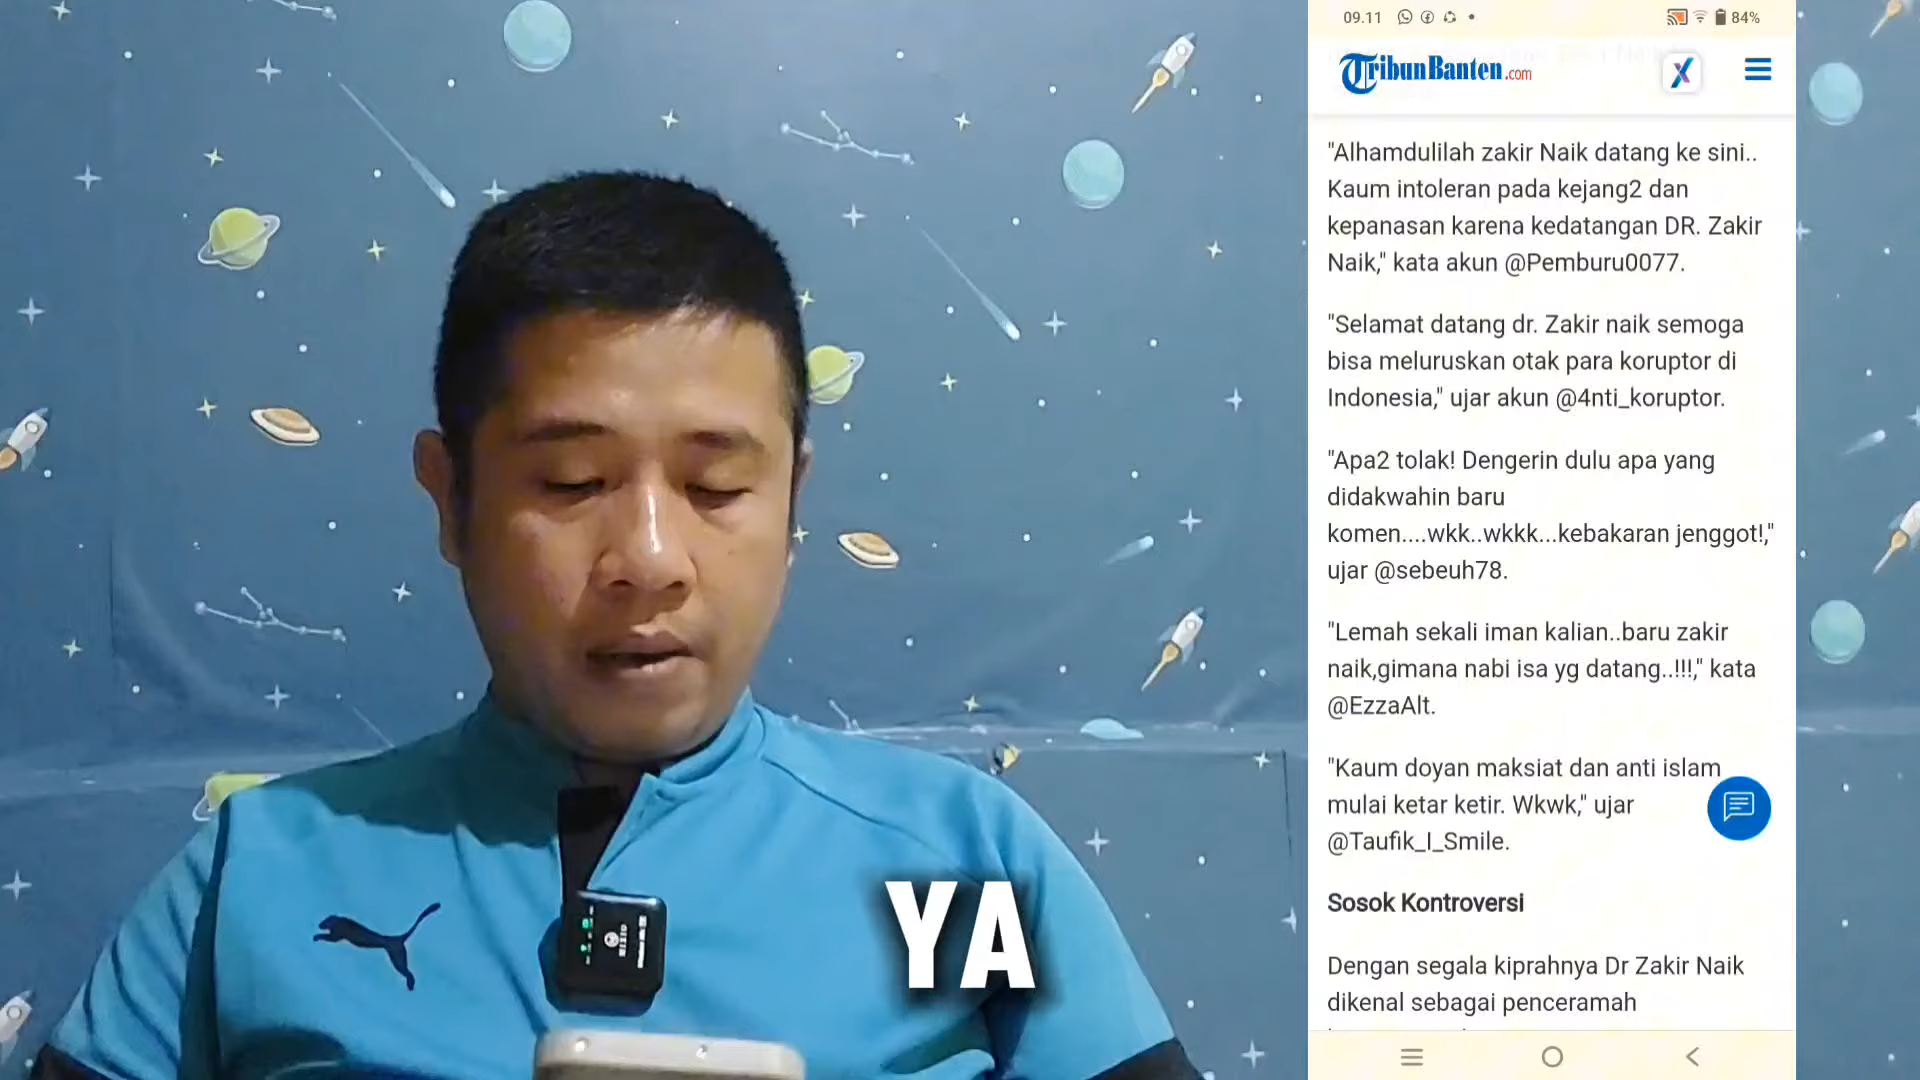 09.11
84%
TribunBanten.com
"Alhamdulilah zakir Naik datang ke sini..
Kaum intoleran pada kejang2 dan
kepanasan karena kedatangan DR. Zakir
Naik," kata akun @Pemburu0077.
"Selamat datang dr. Zakir naik semoga
bisa meluruskan otak para koruptor di
Indonesia," ujar akun @4nti_koruptor.
"Apa2 tolak! Dengerin dulu apa yang
didakwahin baru
komen....wkk..wkkk...kebakaran jenggot!,"
ujar @sebeuh78.
"Lemah sekali iman kalian..baru zakir
naik,gimana nabi isa yg datang..!!!," kata
@EzzaAlt.
"Kaum doyan maksiat dan anti islam
mulai ketar ketir. Wkwk," ujar
@Taufik_I_Smile.
Sosok Kontroversi
Dengan segala kiprahnya Dr Zakir Naik
dikenal sebagai penceramah
YA